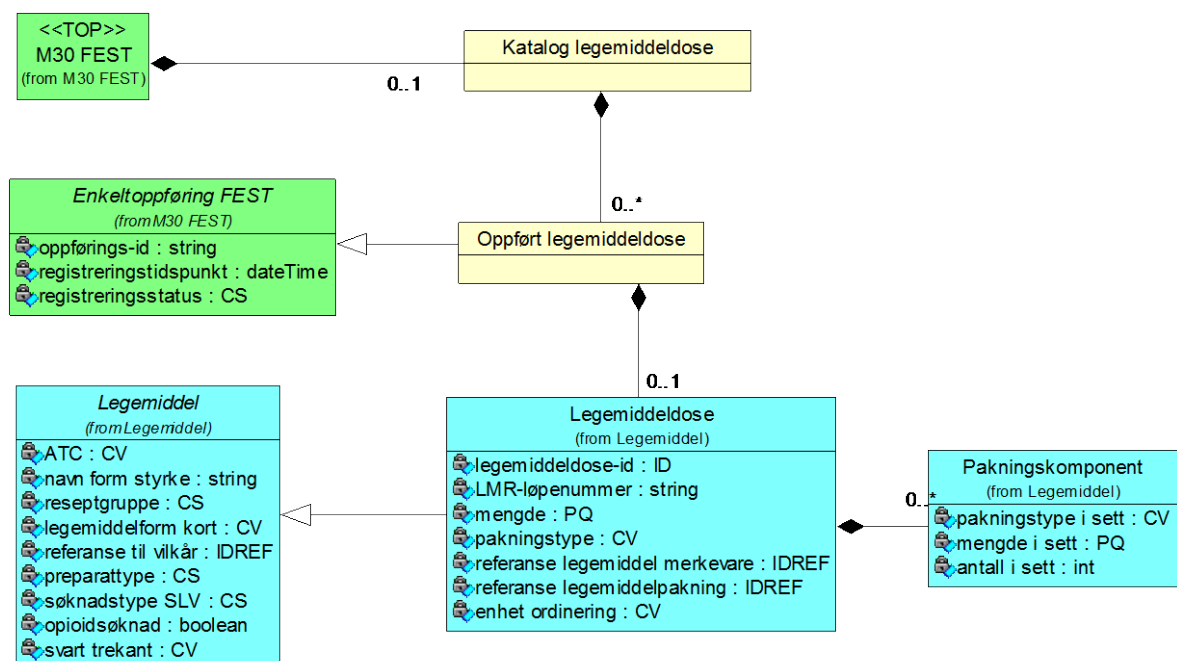 <<TOP>>
M30 FEST
(from M30 FEST)
0..1
Katalog legemiddeldose
Enkeltoppføring FEST
(from M30 FEST)
oppførings-id : string
registreringstidspunkt : dateTime
registreringsstatus : CS
0..*
Oppført legemiddeldose
0..1
Legemiddel
(from Legemiddel)
ATC : CV
navn form styrke : string
reseptgruppe : CS
legemiddelform kort : CV
referanse til vilkår : IDREF
preparattype : CS
søknadstype SLV : CS
opioidsøknad : boolean
svart trekant : CV
Legemiddeldose
(from Legemiddel)
legemiddeldose-id : ID
LMR-løpenummer : string
mengde : PQ
pakningstype : CV
referanse legemiddel merkevare : IDREF
referanse legemiddelpakning : IDREF
enhet ordinering : CV
0..*
Pakningskomponent
(from Legemiddel)
pakningstype i sett : CV
mengde i sett : PQ
antall i sett : int